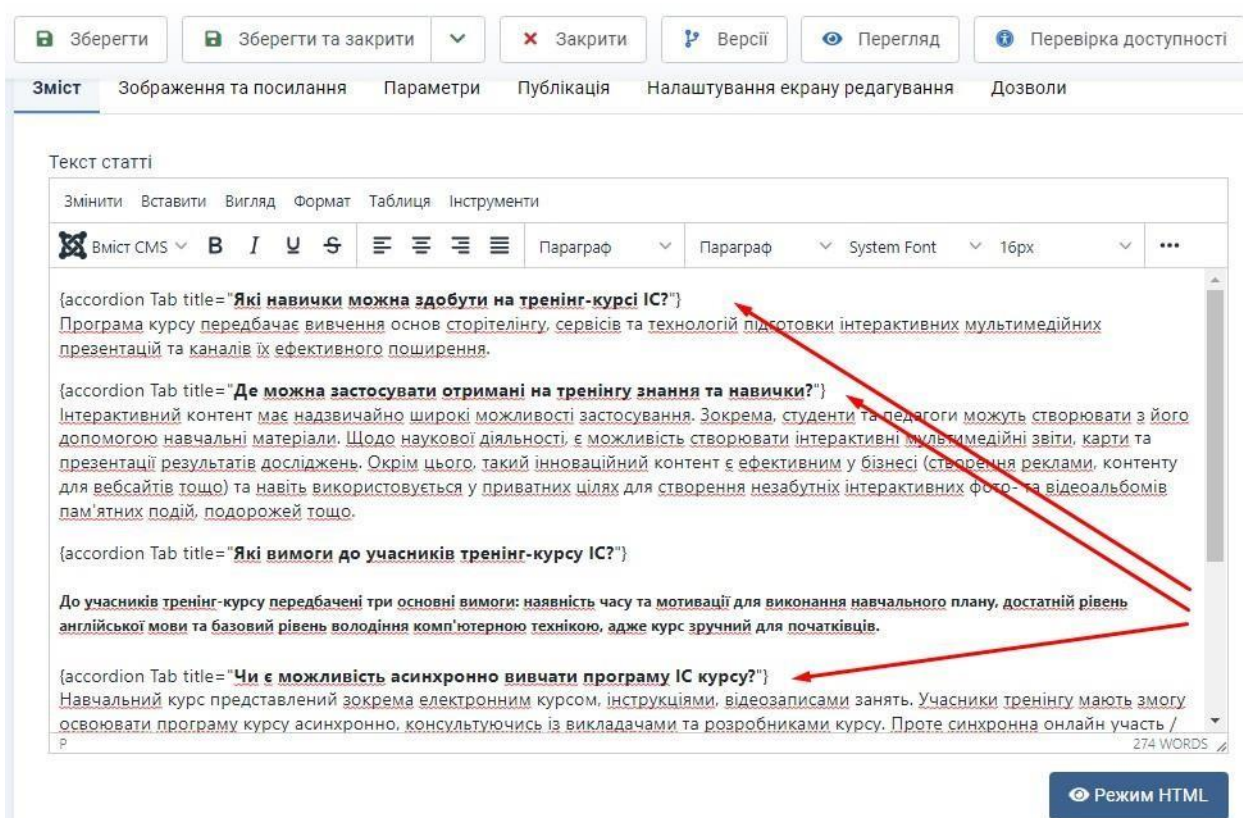 Зберегти Зберегти та закрити Закрити Версії Перегляд Перевірка доступності
Зміст Зображення та посилання Параметри Публікація Налаштування екрану редагування Дозволи
Текст статті
Змінити Вставити Вигляд Формат Таблиця Інструменти
Вміст CMS B I U S Параграф Параграф System Font 16px
{accordion Tab title="Які навички можна здобути на тренінг-курсі ІС?"}
Програма курсу передбачає вивчення основ сторітелінгу, сервісів та технологій підготовки інтерактивних мультимедійних
презентацій та каналів їх ефективного поширення.
{accordion Tab title="Де можна застосувати отримані на тренінгу знання та навички?"}
Інтерактивний контент має надзвичайно широкі можливості застосування. Зокрема, студенти та педагоги можуть створювати з його
допомогою навчальні матеріали. Щодо наукової діяльності, є можливість створювати інтерактивні мультимедійні звіти, карти та
презентації результатів досліджень. Окрім цього, такий інноваційний контент є ефективним у бізнесі (створення реклами, контенту
для вебсайтів тощо) та навіть використовується у приватних цілях для створення незабутніх інтерактивних фото- та відеоальбомів
пам'ятних подій, подорожей тощо.
{accordion Tab title="Які вимоги до учасників тренінг-курсу ІС?"}
До учасників тренінг-курсу передбачені три основні вимоги: наявність часу та мотивації для виконання навчального плану, достатній рівень
англійської мови та базовий рівень володіння комп'ютерною технікою, адже курс зручний для початківців.
{accordion Tab title="Чи є можливість асинхронно вивчати програму ІС курсу?"}
Навчальний курс представлений зокрема електронним курсом, інструкціями, відеозаписами занять. Учасники тренінгу мають змогу
освоювати програму курсу асинхронно, консультуючись із викладачами та розробниками курсу. Проте синхронна онлайн участь /
P 274 WORDS
Режим HTML